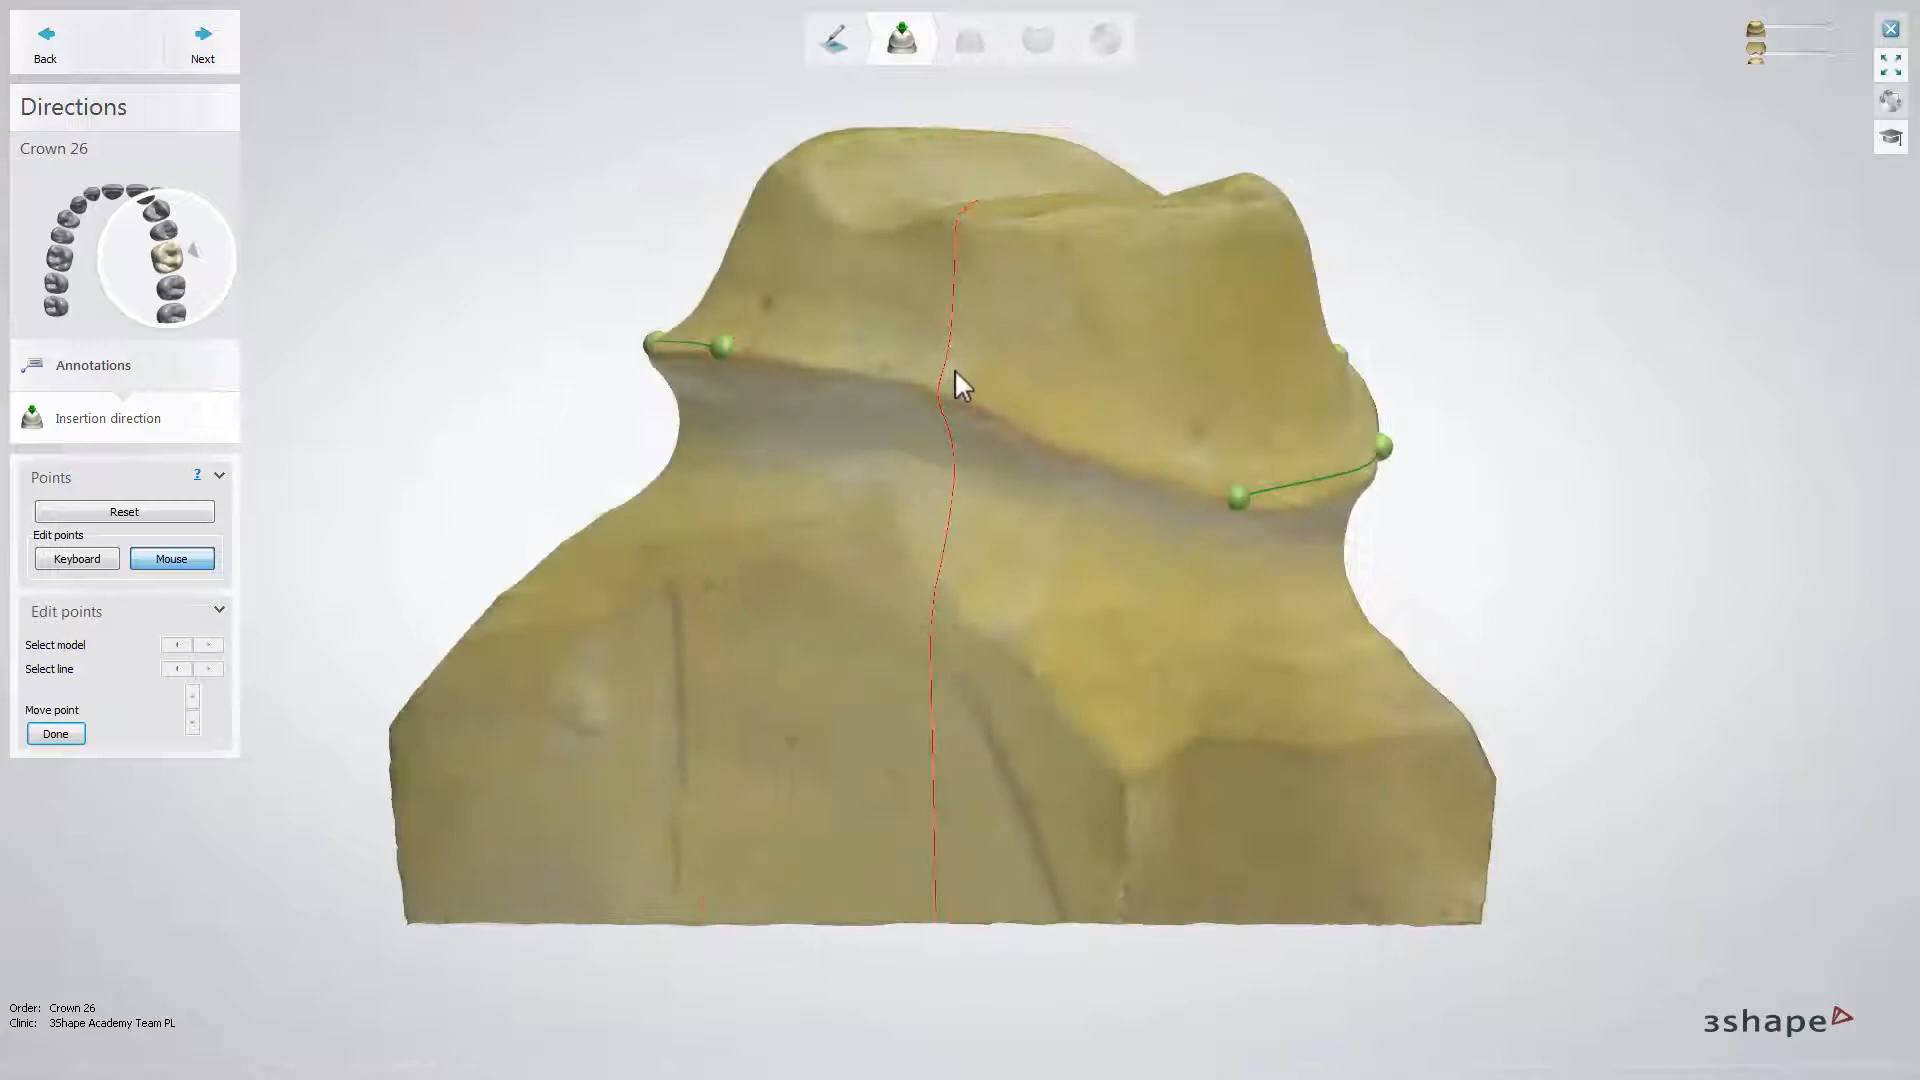 Back
Next
Directions
Crown 26
Annotations
Insertion direction
Points ?
Reset
Edit points
Keyboard
Mouse
Edit points
Select model
Select line
Move point
Done
Order: Crown 26
Clinic: 3Shape Academy Team PL
3shape